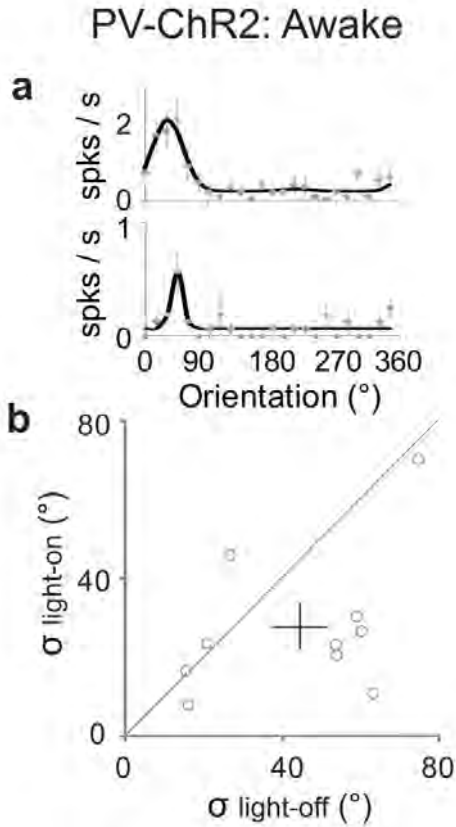 PV-ChR2: Awake
a
spks / s
2
0
spks / s
1
0
0 90 180 270 360
Orientation (°)
b
σ light-on (°)
80
40
0
0 40 80
σ light-off (°)